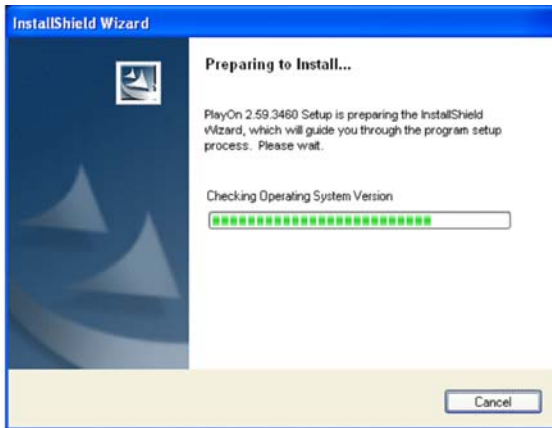 InstallShield Wizard
Preparing to Install...
PlayOn 2.59.3460 Setup is preparing the InstallShield
Wizard, which will guide you through the program setup
process. Please wait.
Checking Operating System Version
Cancel